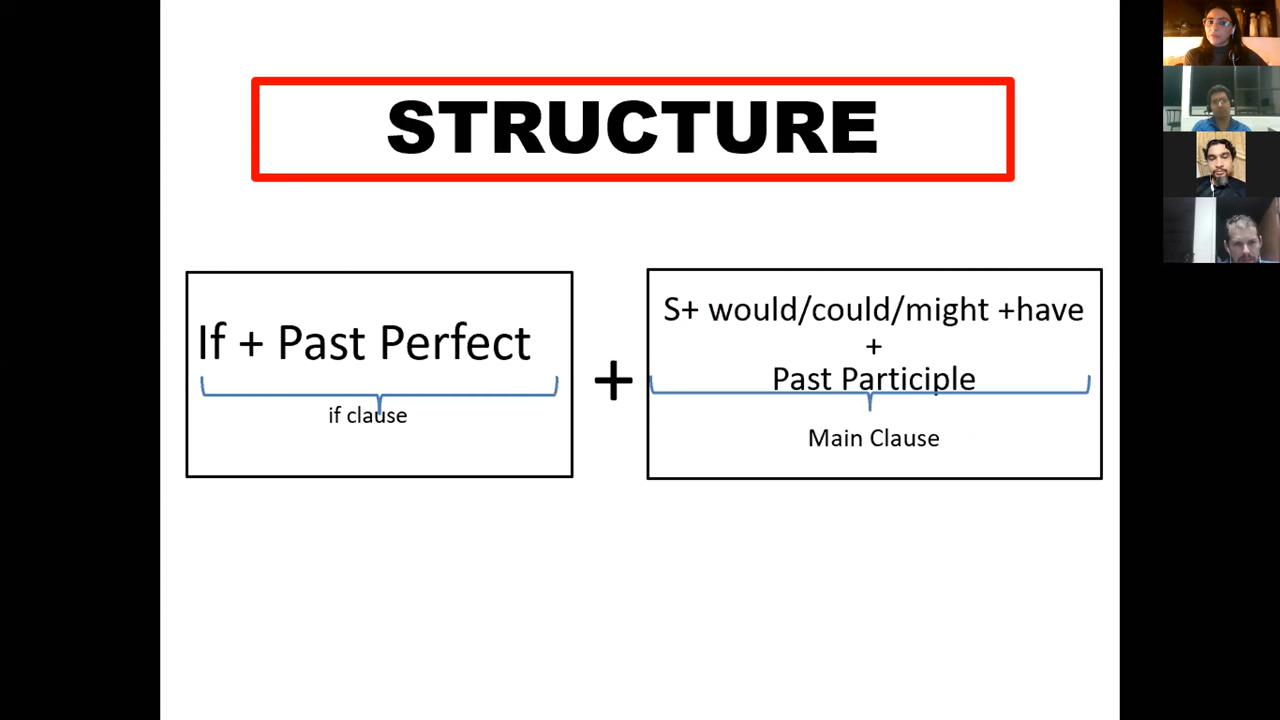 STRUCTURE
If + Past Perfect
if clause
+
S+ would/could/might +have
+
Past Participle
Main Clause